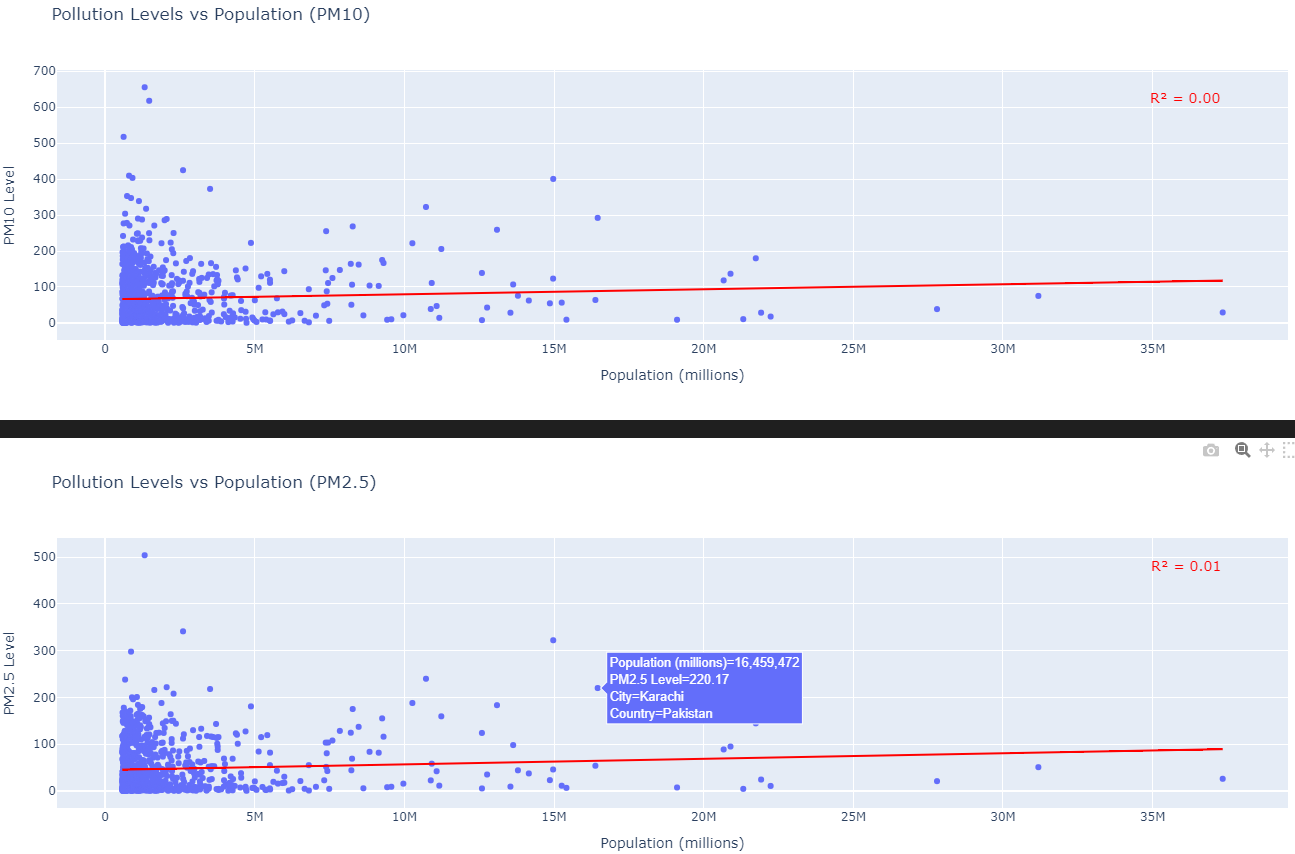 Pollution Levels vs Population (PM10)
700
600
500
400
300
200
100
0
PM10 Level
R² = 0.00
0 5M 10M 15M 20M 25M 30M 35M
Population (millions)
Pollution Levels vs Population (PM2.5)
500
400
300
200
100
0
PM2.5 Level
R² = 0.01
Population (millions)=16,459,472
PM2.5 Level=220.17
City=Karachi
Country=Pakistan
0 5M 10M 15M 20M 25M 30M 35M
Population (millions)